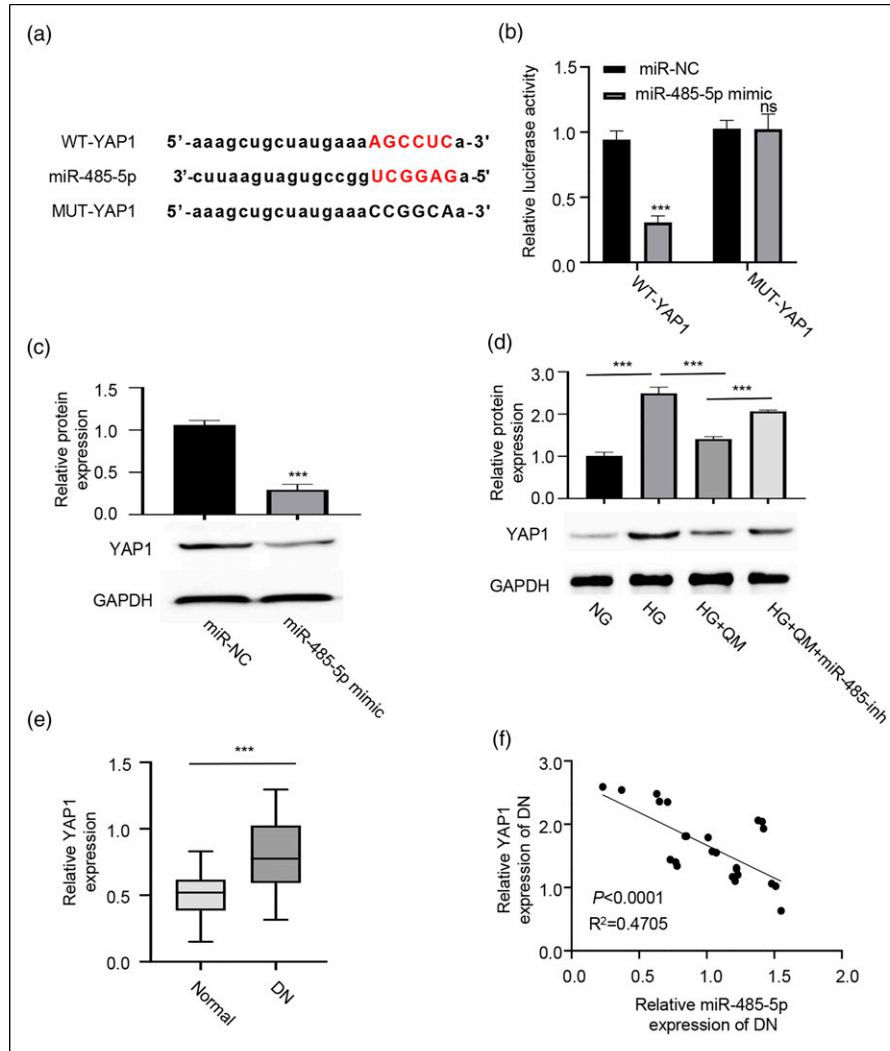 (a)
WT-YAP1 5’-aaagcugcuaugaaaAGCCUCa-3’
miR-485-5p 3’-cuuaaguagugccggUCGGAGa-5’
MUT-YAP1 5’-aaagcugcuaugaaaCCGGCAa-3’
(b)
miR-NC
miR-485-5p mimic
Relative luciferase activity
1.5
1.0
0.5
0.0
***
ns
WT-YAP1
MUT-YAP1
(c)
Relative protein
expression
1.5
1.0
0.5
0.0
***
YAP1
GAPDH
miR-NC
miR-485-5p mimic
(d)
Relative protein
expression
3.0
2.0
1.0
0.0
*** *** ***
YAP1
GAPDH
NG
HG
HG+QM
HG+QM+miR-485-inh
(e)
Relative YAP1
expression
1.5
1.0
0.5
0.0
***
Normal
DN
(f)
Relative YAP1
expression of DN
3.0
2.0
1.0
0.0
P<0.0001
R²=0.4705
0.0 0.5 1.0 1.5 2.0
Relative miR-485-5p
expression of DN